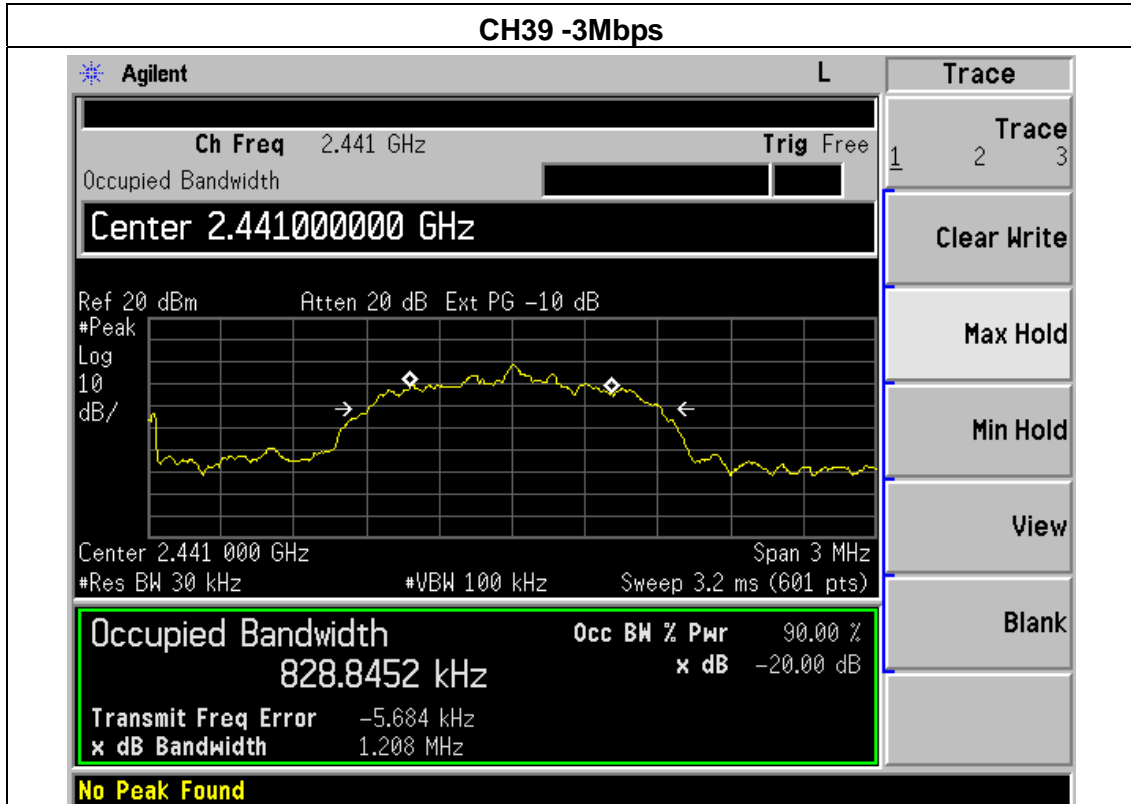 CH39 -3Mbps
Agilent L Trace
Ch Freq 2.441 GHz Trig Free
Occupied Bandwidth
Center 2.441000000 GHz
Ref 20 dBm Atten 20 dB Ext PG -10 dB
#Peak
Log
10
dB/
Center 2.441 000 GHz Span 3 MHz
#Res BW 30 kHz #VBW 100 kHz Sweep 3.2 ms (601 pts)
Occupied Bandwidth Occ BW % Pwr 90.00 %
828.8452 kHz x dB -20.00 dB
Transmit Freq Error -5.684 kHz
x dB Bandwidth 1.208 MHz
No Peak Found
Trace
1 2 3
Clear Write
Max Hold
Min Hold
View
Blank